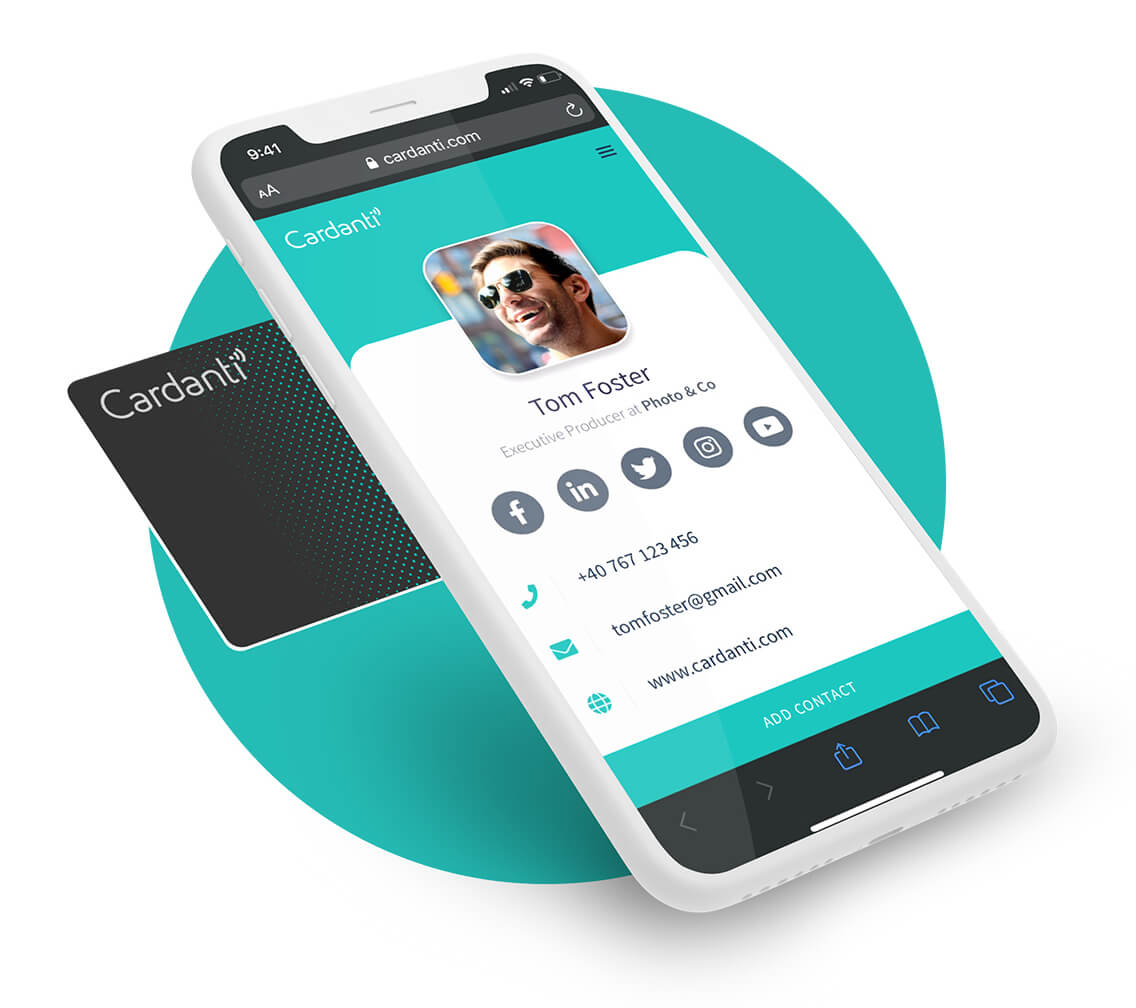 9:41
AA
cardanti.com
Cardanti
Cardanti
Tom Foster
Executive Producer at Photo & Co
+40 767 123 456
tomfoster@gmail.com
www.cardanti.com
ADD CONTACT